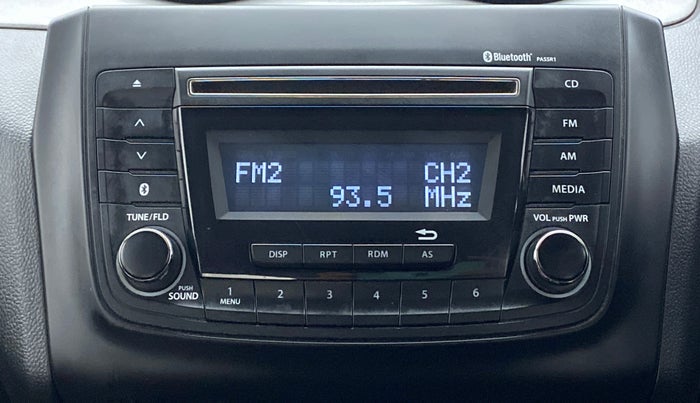 Bluetooth® PASSR1
CD
FM
AM
MEDIA
FM2 CH2
93.5 MHz
TUNE/FLD
VOL PUSH PWR
DISP RPT RDM AS
PUSH
SOUND
1 2 3 4 5 6
MENU